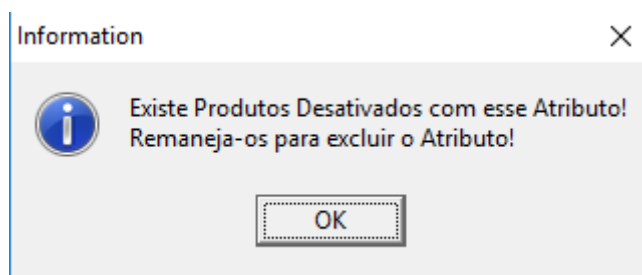 Information
Existe Produtos Desativados com esse Atributo!
Remaneja-os para excluir o Atributo!
OK